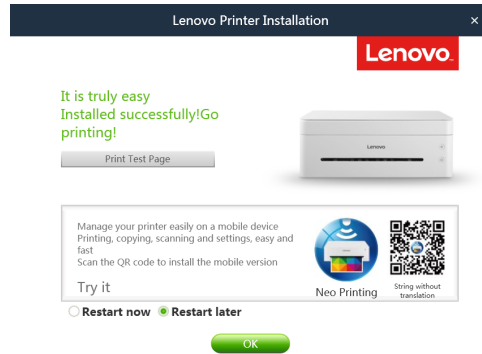 Lenovo Printer Installation
×
Lenovo
It is truly easy
Installed successfully!Go
printing!
Print Test Page
Lenovo
Manage your printer easily on a mobile device
Printing, copying, scanning and settings, easy and
fast
Scan the QR code to install the mobile version
Try it
Neo Printing
String without
translation
Restart now
Restart later
OK